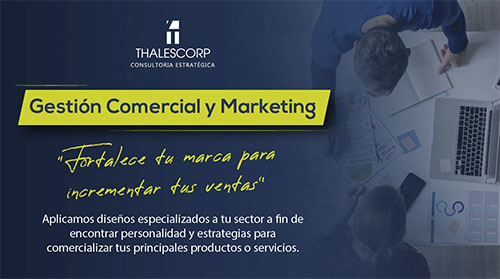 THALESCORP
CONSULTORIA ESTRATÉGICA
Gestión Comercial y Marketing
"Fortalece tu marca para
incrementar tus ventas"
Aplicamos diseños especializados a tu sector a fin de
encontrar personalidad y estrategias para
comercializar tus principales productos o servicios.